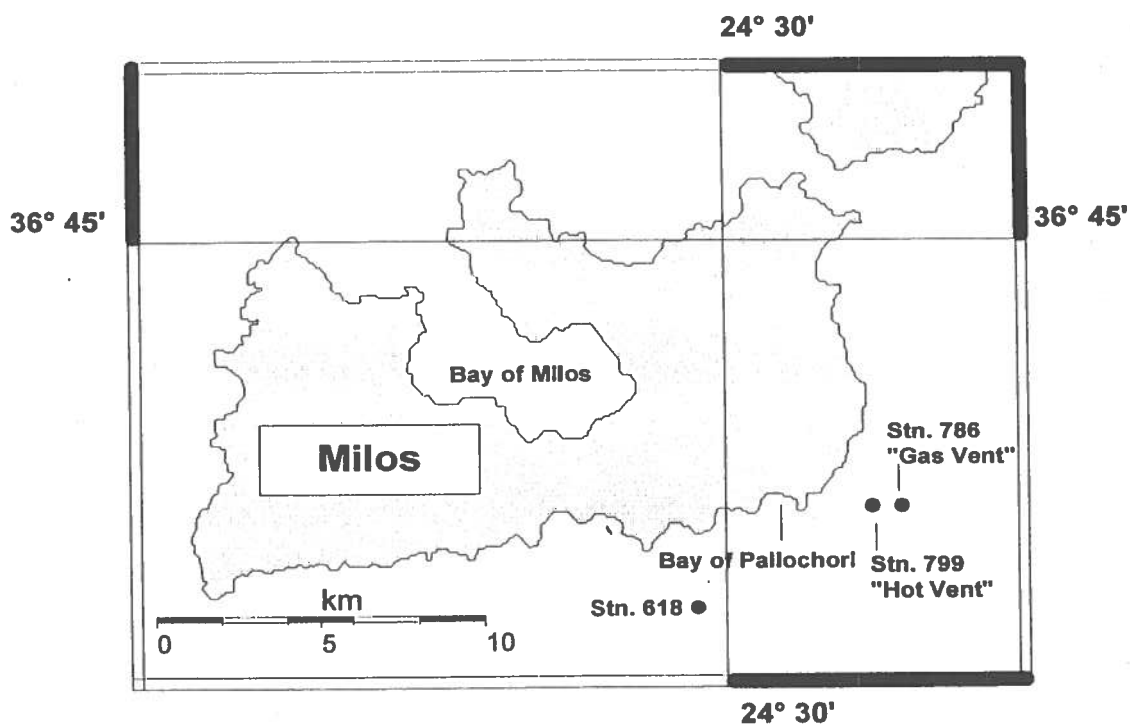 24° 30'
36° 45'
36° 45'
Bay of Milos
Milos
Stn. 786
"Gas Vent"
Bay of Paliochori
Stn. 799
"Hot Vent"
Stn. 618
km
0 5 10
24° 30'